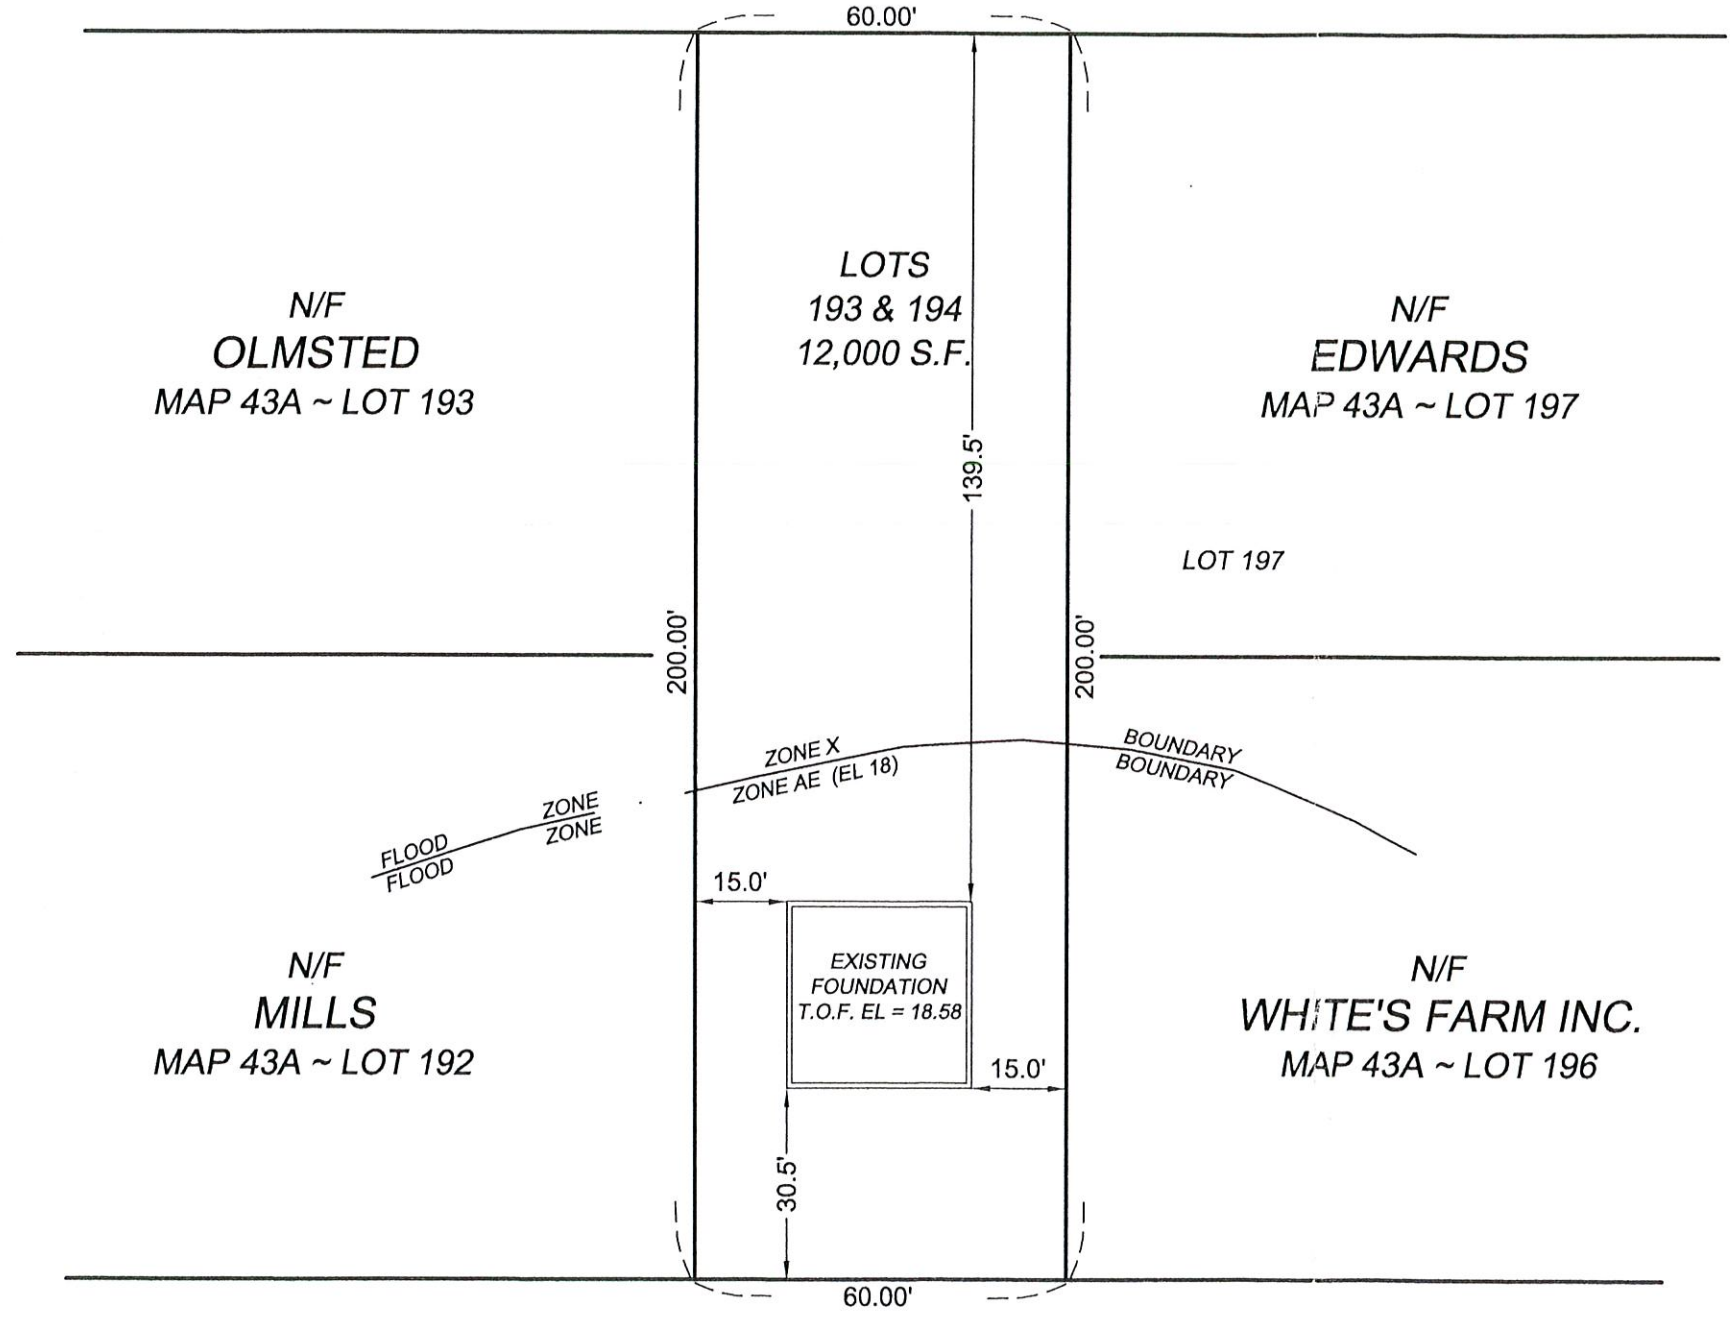 60.00'
LOTS
193 & 194
12,000 S.F.
N/F
OLMSTED
MAP 43A ~ LOT 193
N/F
EDWARDS
MAP 43A ~ LOT 197
139.5'
LOT 197
200.00'
200.00'
ZONE X
ZONE AE (EL 18)
BOUNDARY
BOUNDARY
ZONE
ZONE
FLOOD
FLOOD
15.0'
EXISTING
FOUNDATION
T.O.F. EL = 18.58
N/F
MILLS
MAP 43A ~ LOT 192
N/F
WHITE'S FARM INC.
MAP 43A ~ LOT 196
15.0'
30.5'
60.00'